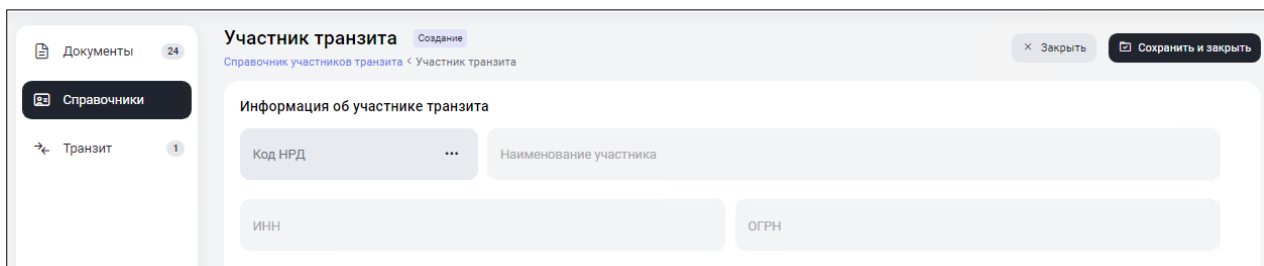 Документы 24
Справочники
Транзит 1
Участник транзита Создание
Справочник участников транзита < Участник транзита
× Закрыть
Сохранить и закрыть
Информация об участнике транзита
Код НРД ...
Наименование участника
ИНН
ОГРН